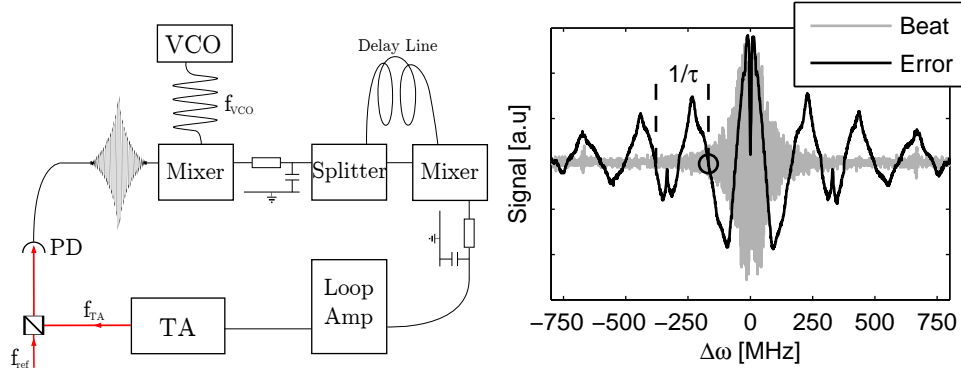 VCO
f_VCO
Delay Line
Mixer
Splitter
Mixer
PD
Loop
Amp
TA
f_TA
f_ref
Beat
Error
1/τ
Signal [a.u]
−750 −500 −250 0 250 500 750
Δω [MHz]